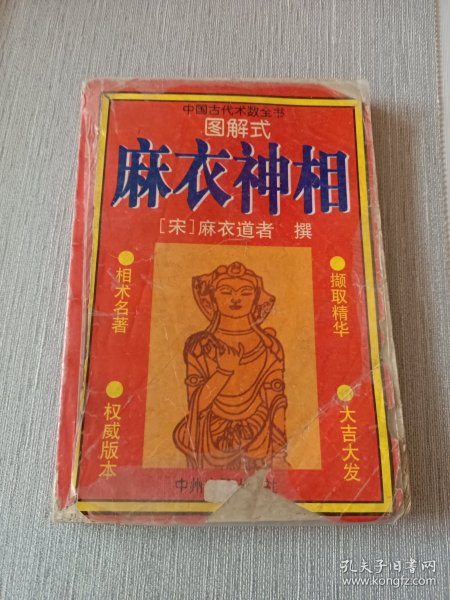 中国古代术数全书
图解式
麻衣神相
[宋]麻衣道者 撰
●相术名著
●撷取精华
●权威版本
●大吉大发
中州
社
孔夫子旧书网
www.kongfz.com